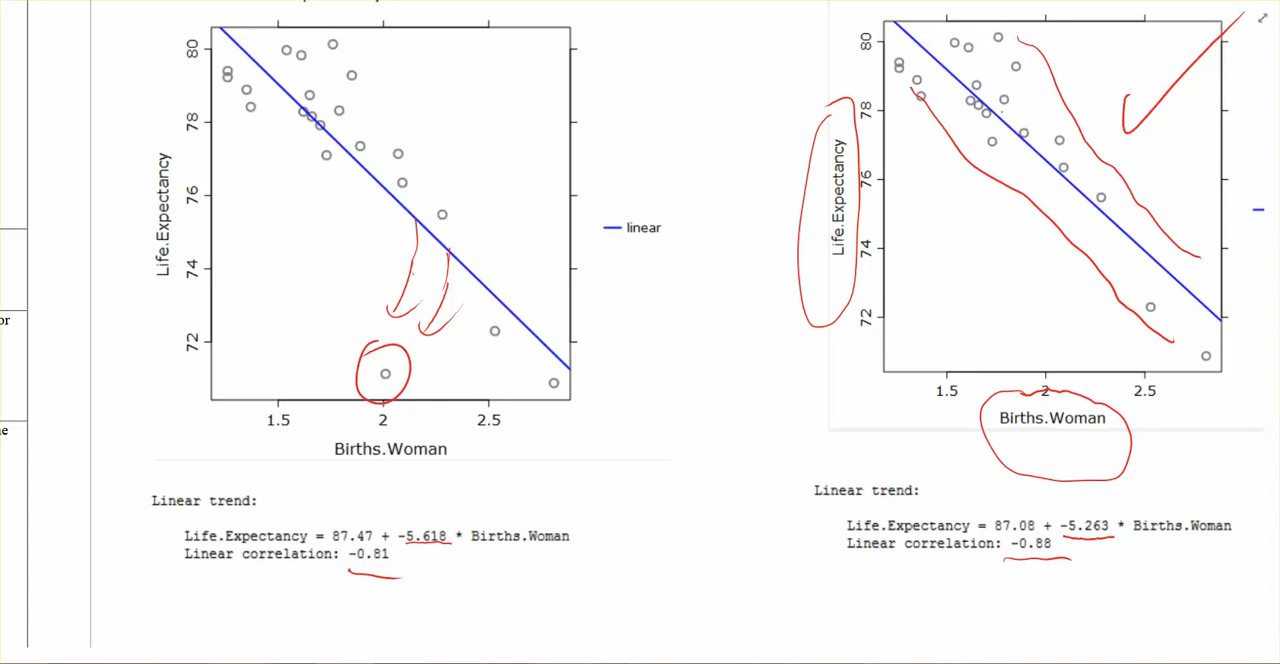 80
78
76
74
72
Life.Expectancy
1.5
2
2.5
Births.Woman
linear
Linear trend:
Life.Expectancy = 87.47 + -5.618 * Births.Woman
Linear correlation: -0.81
80
78
76
74
72
Life.Expectancy
1.5
2
2.5
Births.Woman
Linear trend:
Life.Expectancy = 87.08 + -5.263 * Births.Woman
Linear correlation: -0.88
or